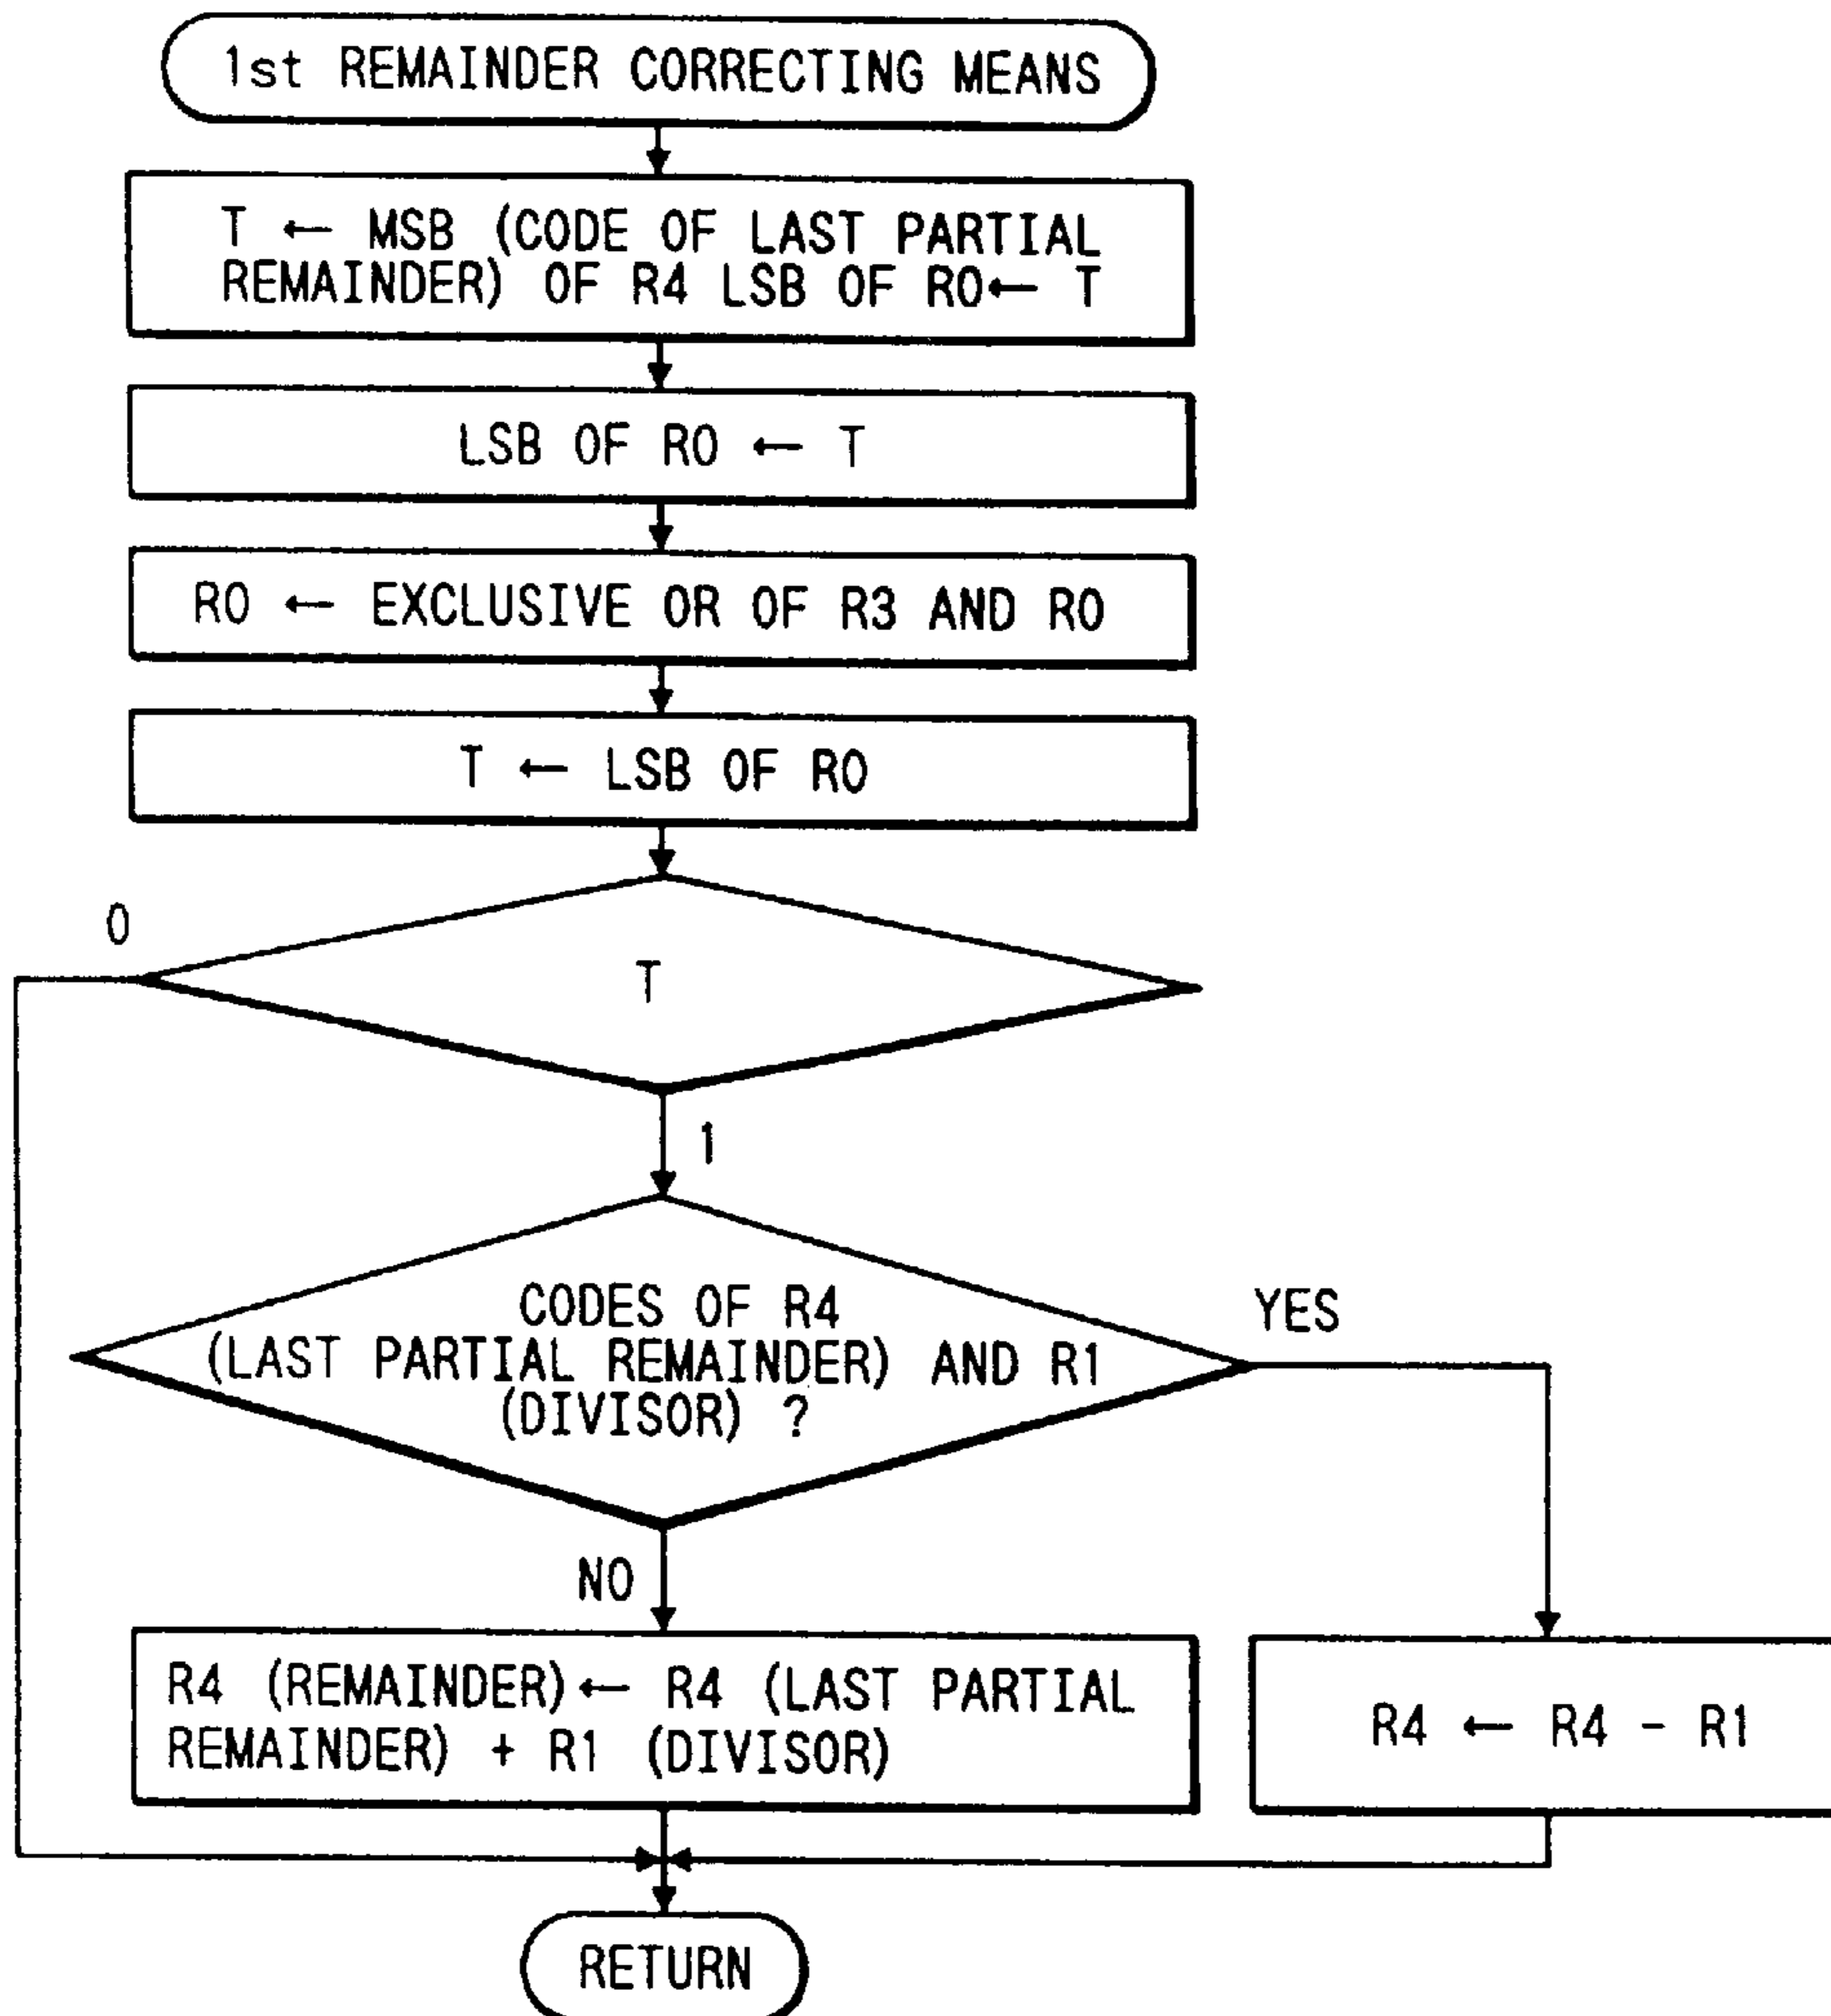 1st REMAINDER CORRECTING MEANS
T ← MSB (CODE OF LAST PARTIAL
REMAINDER) OF R4 LSB OF R0← T
LSB OF R0 ← T
R0 ← EXCLUSIVE OR OF R3 AND R0
T ← LSB OF R0
0
T
1
CODES OF R4
(LAST PARTIAL REMAINDER) AND R1
(DIVISOR) ?
YES
NO
R4 (REMAINDER)← R4 (LAST PARTIAL
REMAINDER) + R1 (DIVISOR)
R4 ← R4 - R1
RETURN